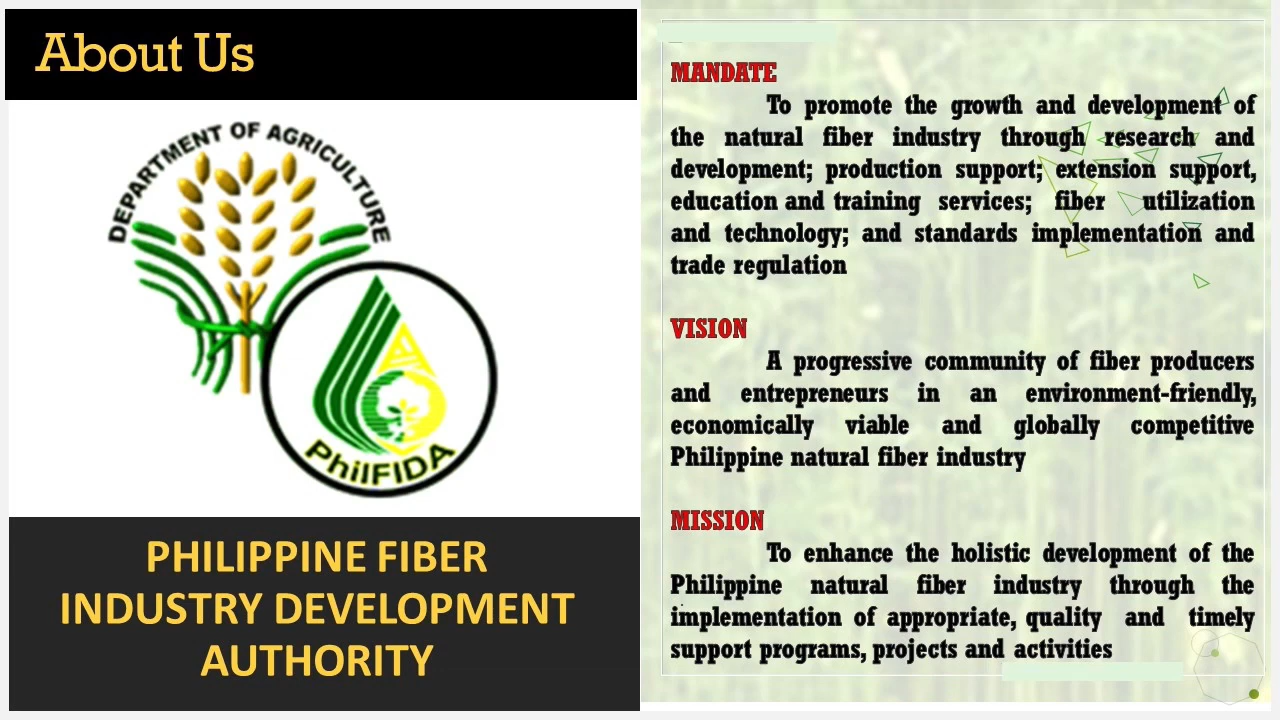 About Us
DEPARTMENT OF AGRICULTURE
PhilFIDA
PHILIPPINE FIBER
INDUSTRY DEVELOPMENT
AUTHORITY
MANDATE
To promote the growth and development of
the natural fiber industry through research and
development; production support; extension support,
education and training services; fiber utilization
and technology; and standards implementation and
trade regulation
VISION
A progressive community of fiber producers
and entrepreneurs in an environment-friendly,
economically viable and globally competitive
Philippine natural fiber industry
MISSION
To enhance the holistic development of the
Philippine natural fiber industry through the
implementation of appropriate, quality and timely
support programs, projects and activities